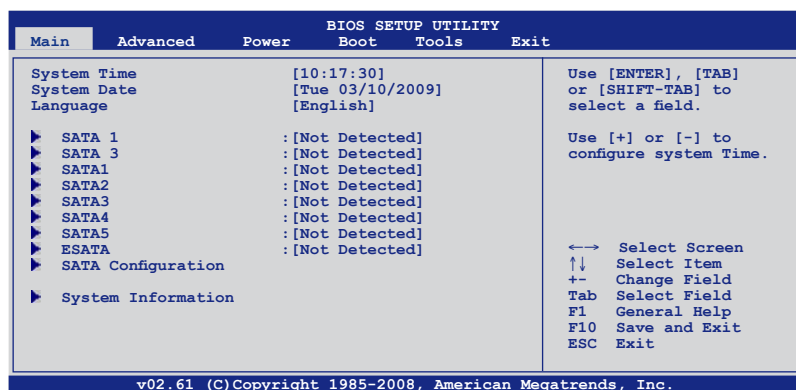 BIOS SETUP UTILITY
Main Advanced Power Boot Tools Exit
System Time [10:17:30]
System Date [Tue 03/10/2009]
Language [English]
SATA 1 :[Not Detected]
SATA 3 :[Not Detected]
SATA1 :[Not Detected]
SATA2 :[Not Detected]
SATA3 :[Not Detected]
SATA4 :[Not Detected]
SATA5 :[Not Detected]
ESATA :[Not Detected]
SATA Configuration
System Information
Use [ENTER], [TAB]
or [SHIFT-TAB] to
select a field.
Use [+] or [-] to
configure system Time.
←→ Select Screen
↑↓ Select Item
+- Change Field
Tab Select Field
F1 General Help
F10 Save and Exit
ESC Exit
v02.61 (C)Copyright 1985-2008, American Megatrends, Inc.